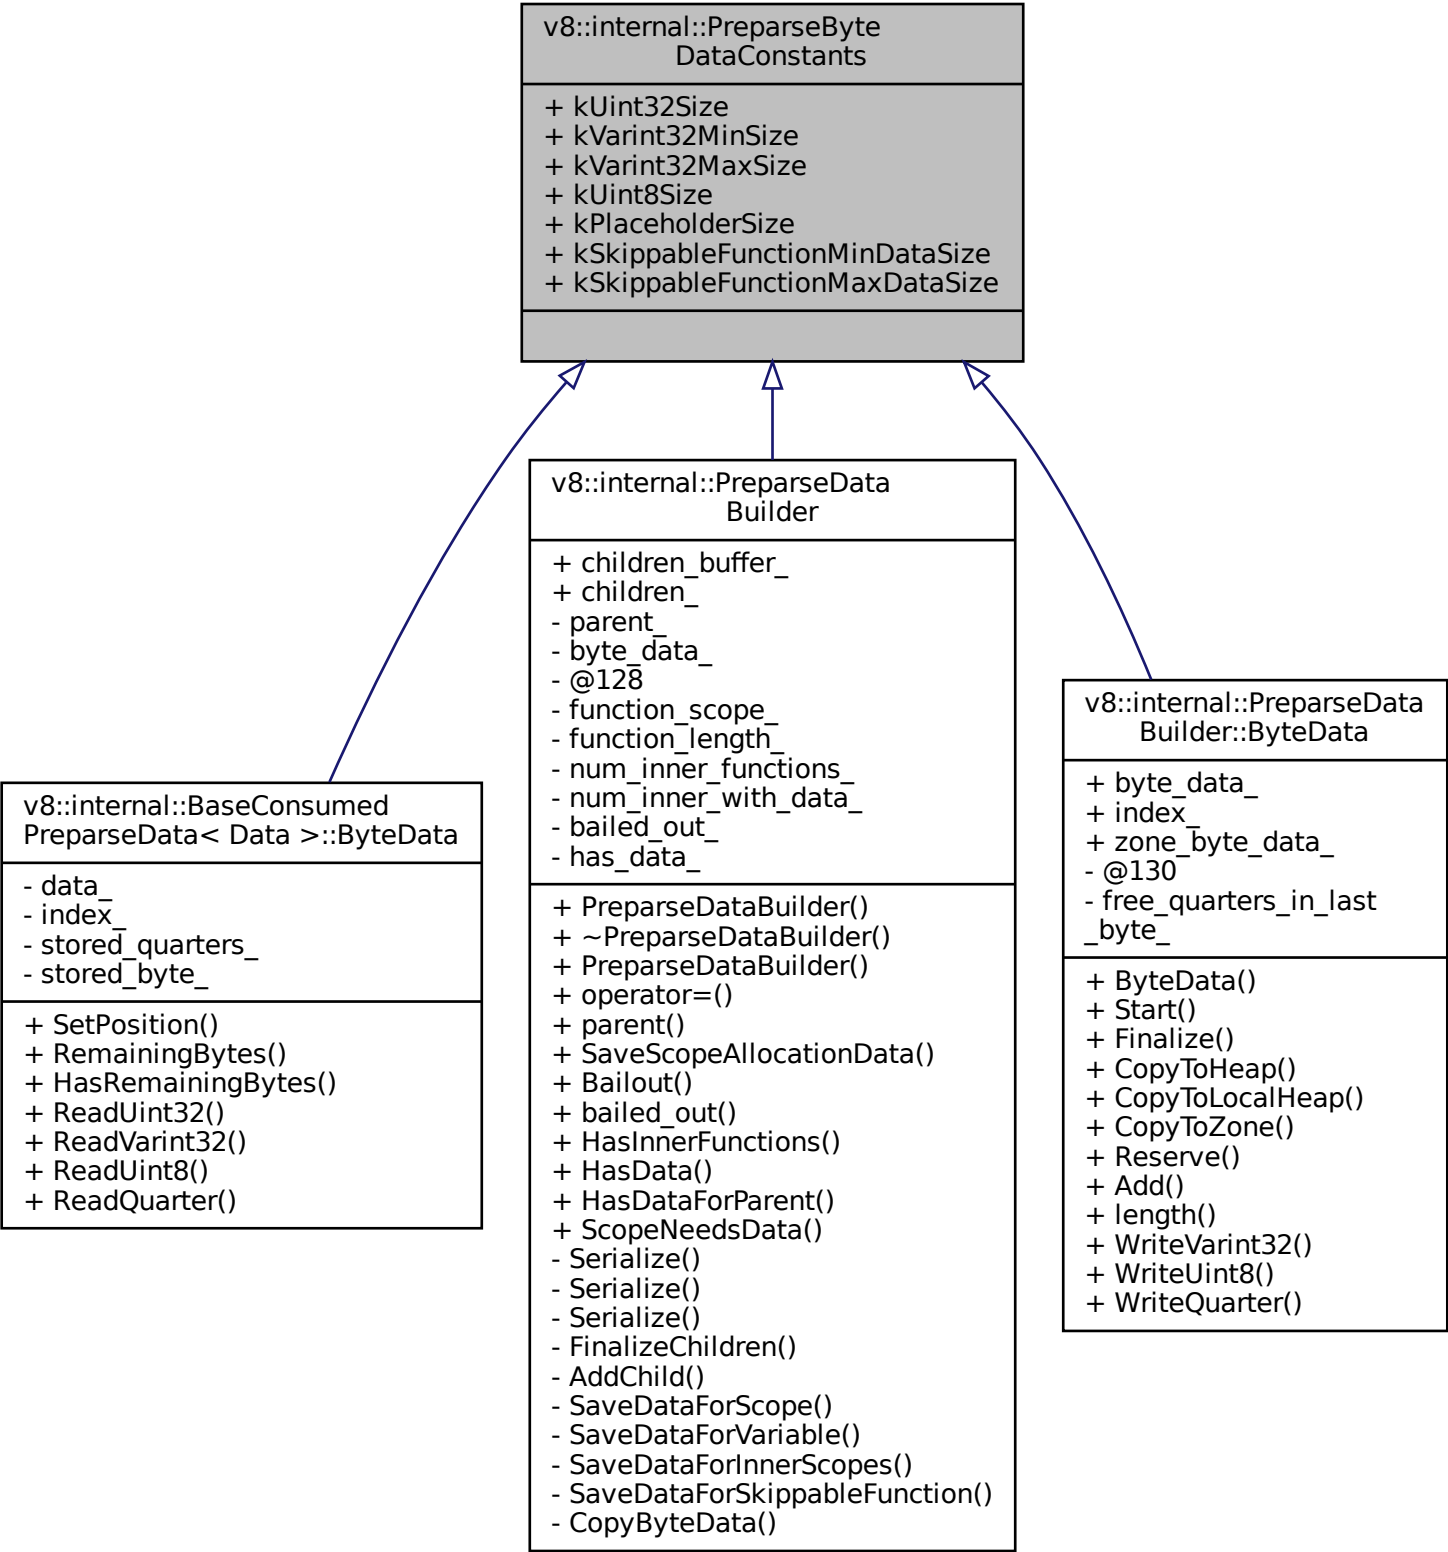 v8::internal::PreparseByte
DataConstants
+ kUint32Size
+ kVarint32MinSize
+ kVarint32MaxSize
+ kUint8Size
+ kPlaceholderSize
+ kSkippableFunctionMinDataSize
+ kSkippableFunctionMaxDataSize
v8::internal::BaseConsumed
PreparseData< Data >::ByteData
- data_
- index_
- stored_quarters_
- stored_byte_
+ SetPosition()
+ RemainingBytes()
+ HasRemainingBytes()
+ ReadUint32()
+ ReadVarint32()
+ ReadUint8()
+ ReadQuarter()
v8::internal::PreparseData
Builder
+ children_buffer_
+ children_
- parent_
- byte_data_
- @128
- function_scope_
- function_length_
- num_inner_functions_
- num_inner_with_data_
- bailed_out_
- has_data_
+ PreparseDataBuilder()
+ ~PreparseDataBuilder()
+ PreparseDataBuilder()
+ operator=()
+ parent()
+ SaveScopeAllocationData()
+ Bailout()
+ bailed_out()
+ HasInnerFunctions()
+ HasData()
+ HasDataForParent()
+ ScopeNeedsData()
- Serialize()
- Serialize()
- Serialize()
- FinalizeChildren()
- AddChild()
- SaveDataForScope()
- SaveDataForVariable()
- SaveDataForInnerScopes()
- SaveDataForSkippableFunction()
- CopyByteData()
v8::internal::PreparseData
Builder::ByteData
+ byte_data_
+ index_
+ zone_byte_data_
- @130
- free_quarters_in_last
_byte_
+ ByteData()
+ Start()
+ Finalize()
+ CopyToHeap()
+ CopyToLocalHeap()
+ CopyToZone()
+ Reserve()
+ Add()
+ length()
+ WriteVarint32()
+ WriteUint8()
+ WriteQuarter()